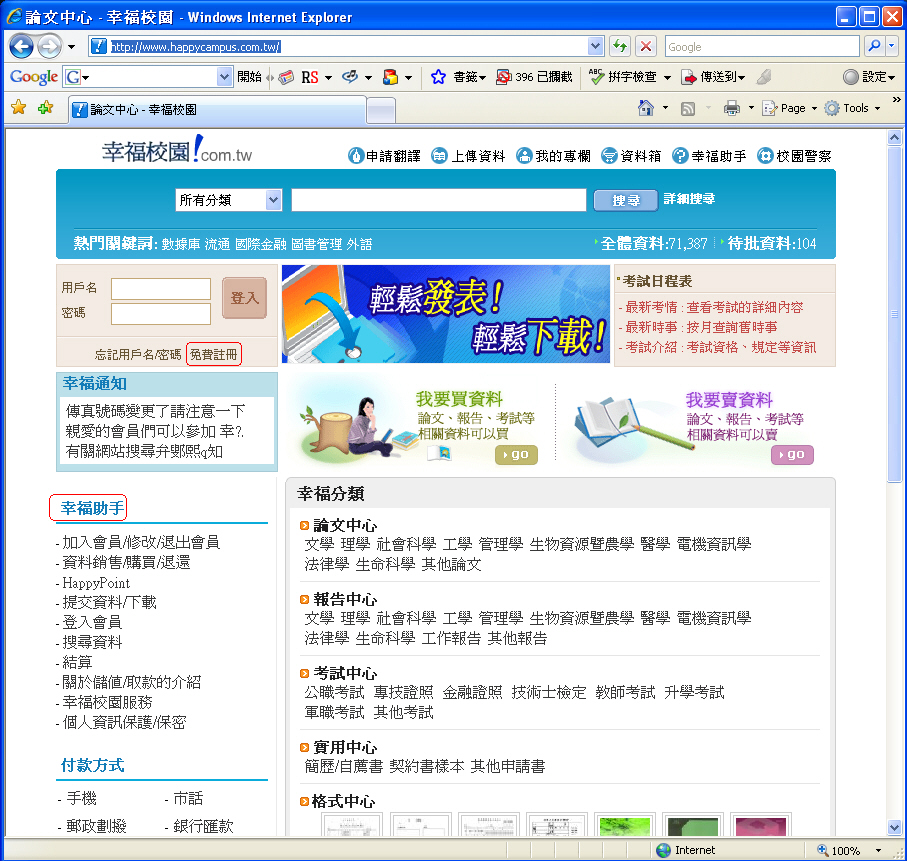 論文中心 - 幸福校園 - Windows Internet Explorer
http://www.happycampus.com.tw/
Google
Google G 開始 RS 書籤 396 已攔截 ABC 拼字檢查 傳送到 設定
論文中心 - 幸福校園
Page Tools »
幸福校園!com.tw
申請翻譯 上傳資料 我的專欄 資料箱 幸福助手 校園警察
所有分類 搜尋 詳細搜尋
熱門關鍵詞: 數據庫 流通 國際金融 圖書管理 外語
全體資料:71,387 待批資料:104
用戶名
密碼
登入
忘記用戶名/密碼 免費註冊
輕鬆發表!
輕鬆下載!
考試日程表
- 最新考情 : 查看考試的詳細內容
- 最新時事 : 按月查詢舊時事
- 考試介紹 : 考試資格、規定等資訊
幸福通知
傳真號碼變更了請注意一下
親愛的會員們可以參加 幸?.
有關網站搜尋弁鄄熙q知
我要買資料
論文、報告、考試等
相關資料可以買
go
我要賣資料
論文、報告、考試等
相關資料可以賣
go
幸福助手
- 加入會員/修改/退出會員
- 資料銷售/購買/退還
- HappyPoint
- 提交資料/下載
- 登入會員
- 搜尋資料
- 結算
- 關於儲值/取款的介紹
- 幸福校園服務
- 個人資訊保護/保密
付款方式
- 手機 - 市話
- 郵政劃撥 - 銀行匯款
幸福分類
論文中心
文學 理學 社會科學 工學 管理學 生物資源暨農學 醫學 電機資訊學
法律學 生命科學 其他論文
報告中心
文學 理學 社會科學 工學 管理學 生物資源暨農學 醫學 電機資訊學
法律學 生命科學 工作報告 其他報告
考試中心
公職考試 專技證照 金融證照 技術士檢定 教師考試 升學考試
軍職考試 其他考試
實用中心
簡歷/自薦書 契約書樣本 其他申請書
格式中心
Internet 100%